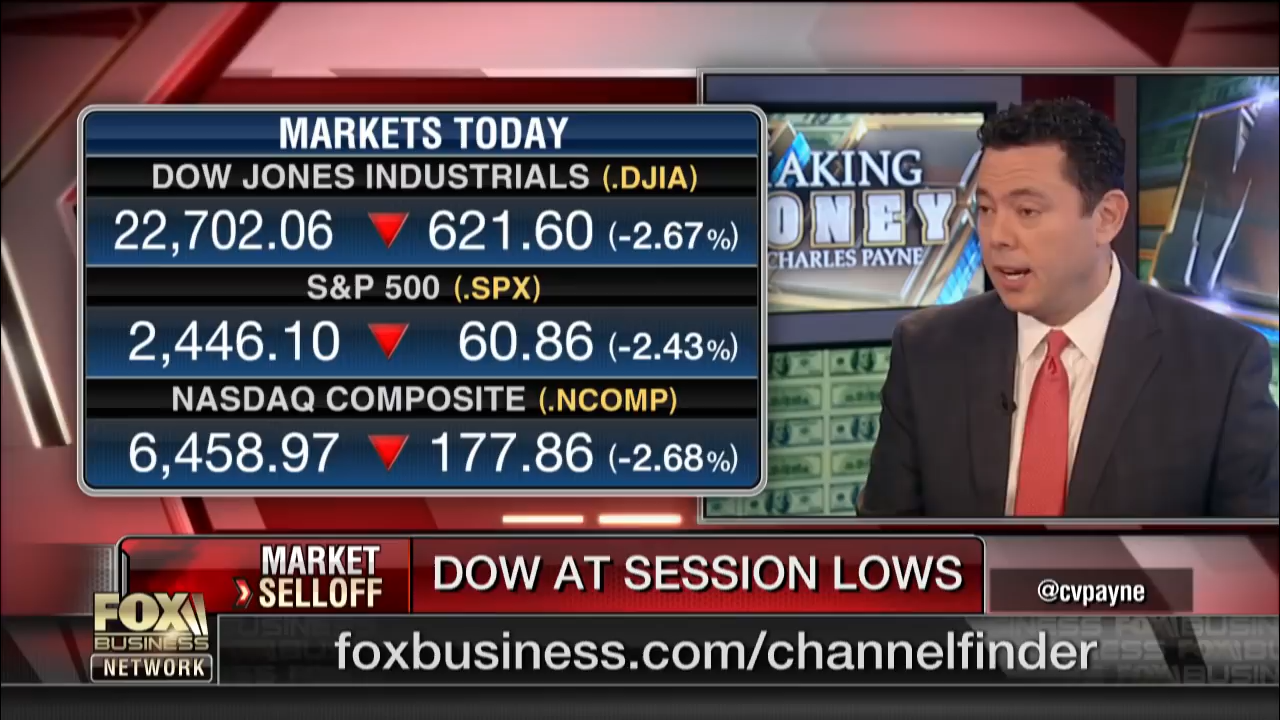 MARKETS TODAY
DOW JONES INDUSTRIALS (.DJIA)
22,702.06 ▼ 621.60 (-2.67%)
S&P 500 (.SPX)
2,446.10 ▼ 60.86 (-2.43%)
NASDAQ COMPOSITE (.NCOMP)
6,458.97 ▼ 177.86 (-2.68%)
AKING
ONEY
CHARLES PAYNE
MARKET
SELLOFF
DOW AT SESSION LOWS
@cvpayne
FOX
BUSINESS
NETWORK
foxbusiness.com/channelfinder